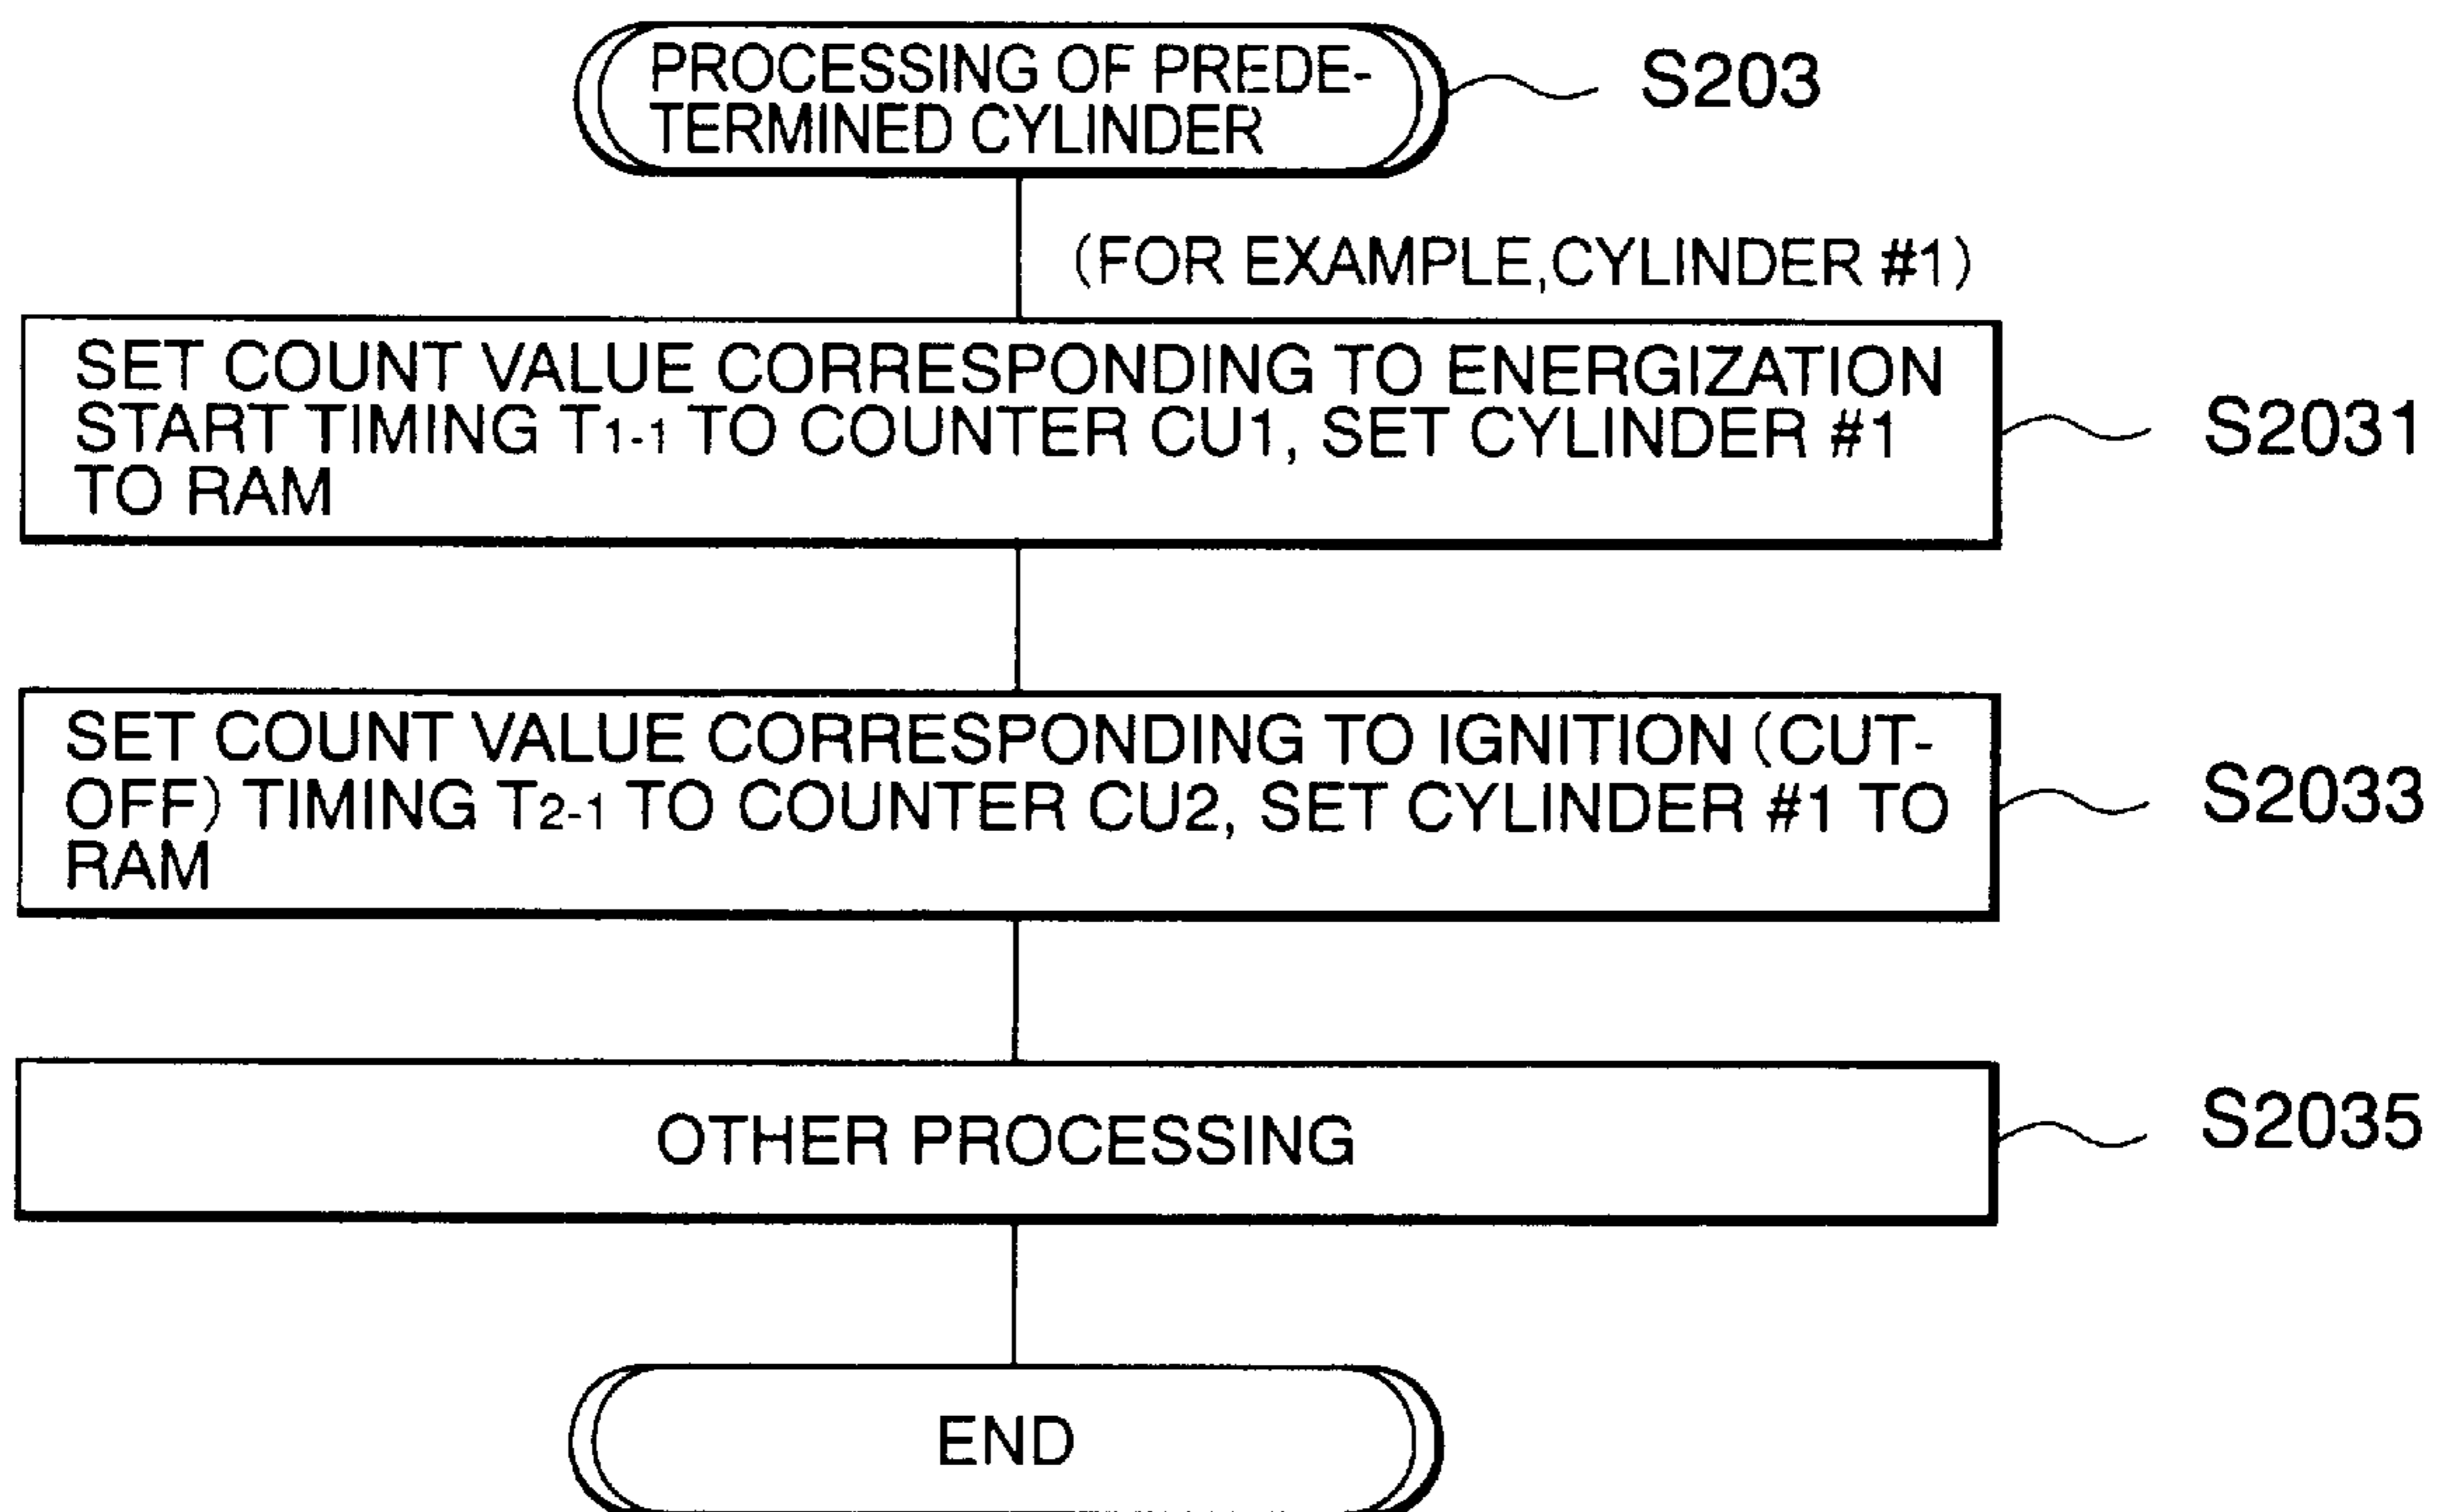 PROCESSING OF PREDE-
TERMINED CYLINDER
S203
(FOR EXAMPLE,CYLINDER #1)
SET COUNT VALUE CORRESPONDING TO ENERGIZATION
START TIMING T1-1 TO COUNTER CU1, SET CYLINDER #1
TO RAM
S2031
SET COUNT VALUE CORRESPONDING TO IGNITION (CUT-
OFF) TIMING T2-1 TO COUNTER CU2, SET CYLINDER #1 TO
RAM
S2033
OTHER PROCESSING
S2035
END